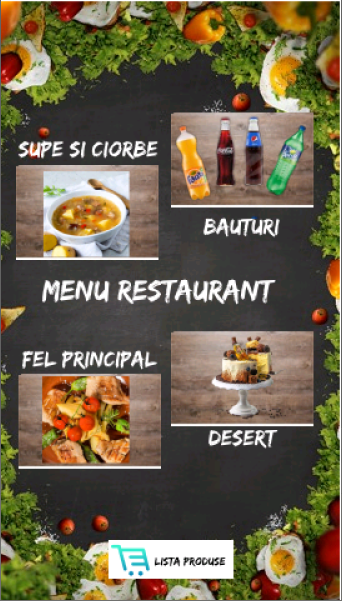 SUPE SI CIORBE
BAUTURI
MENU RESTAURANT
FEL PRINCIPAL
DESERT
LISTA PRODUSE